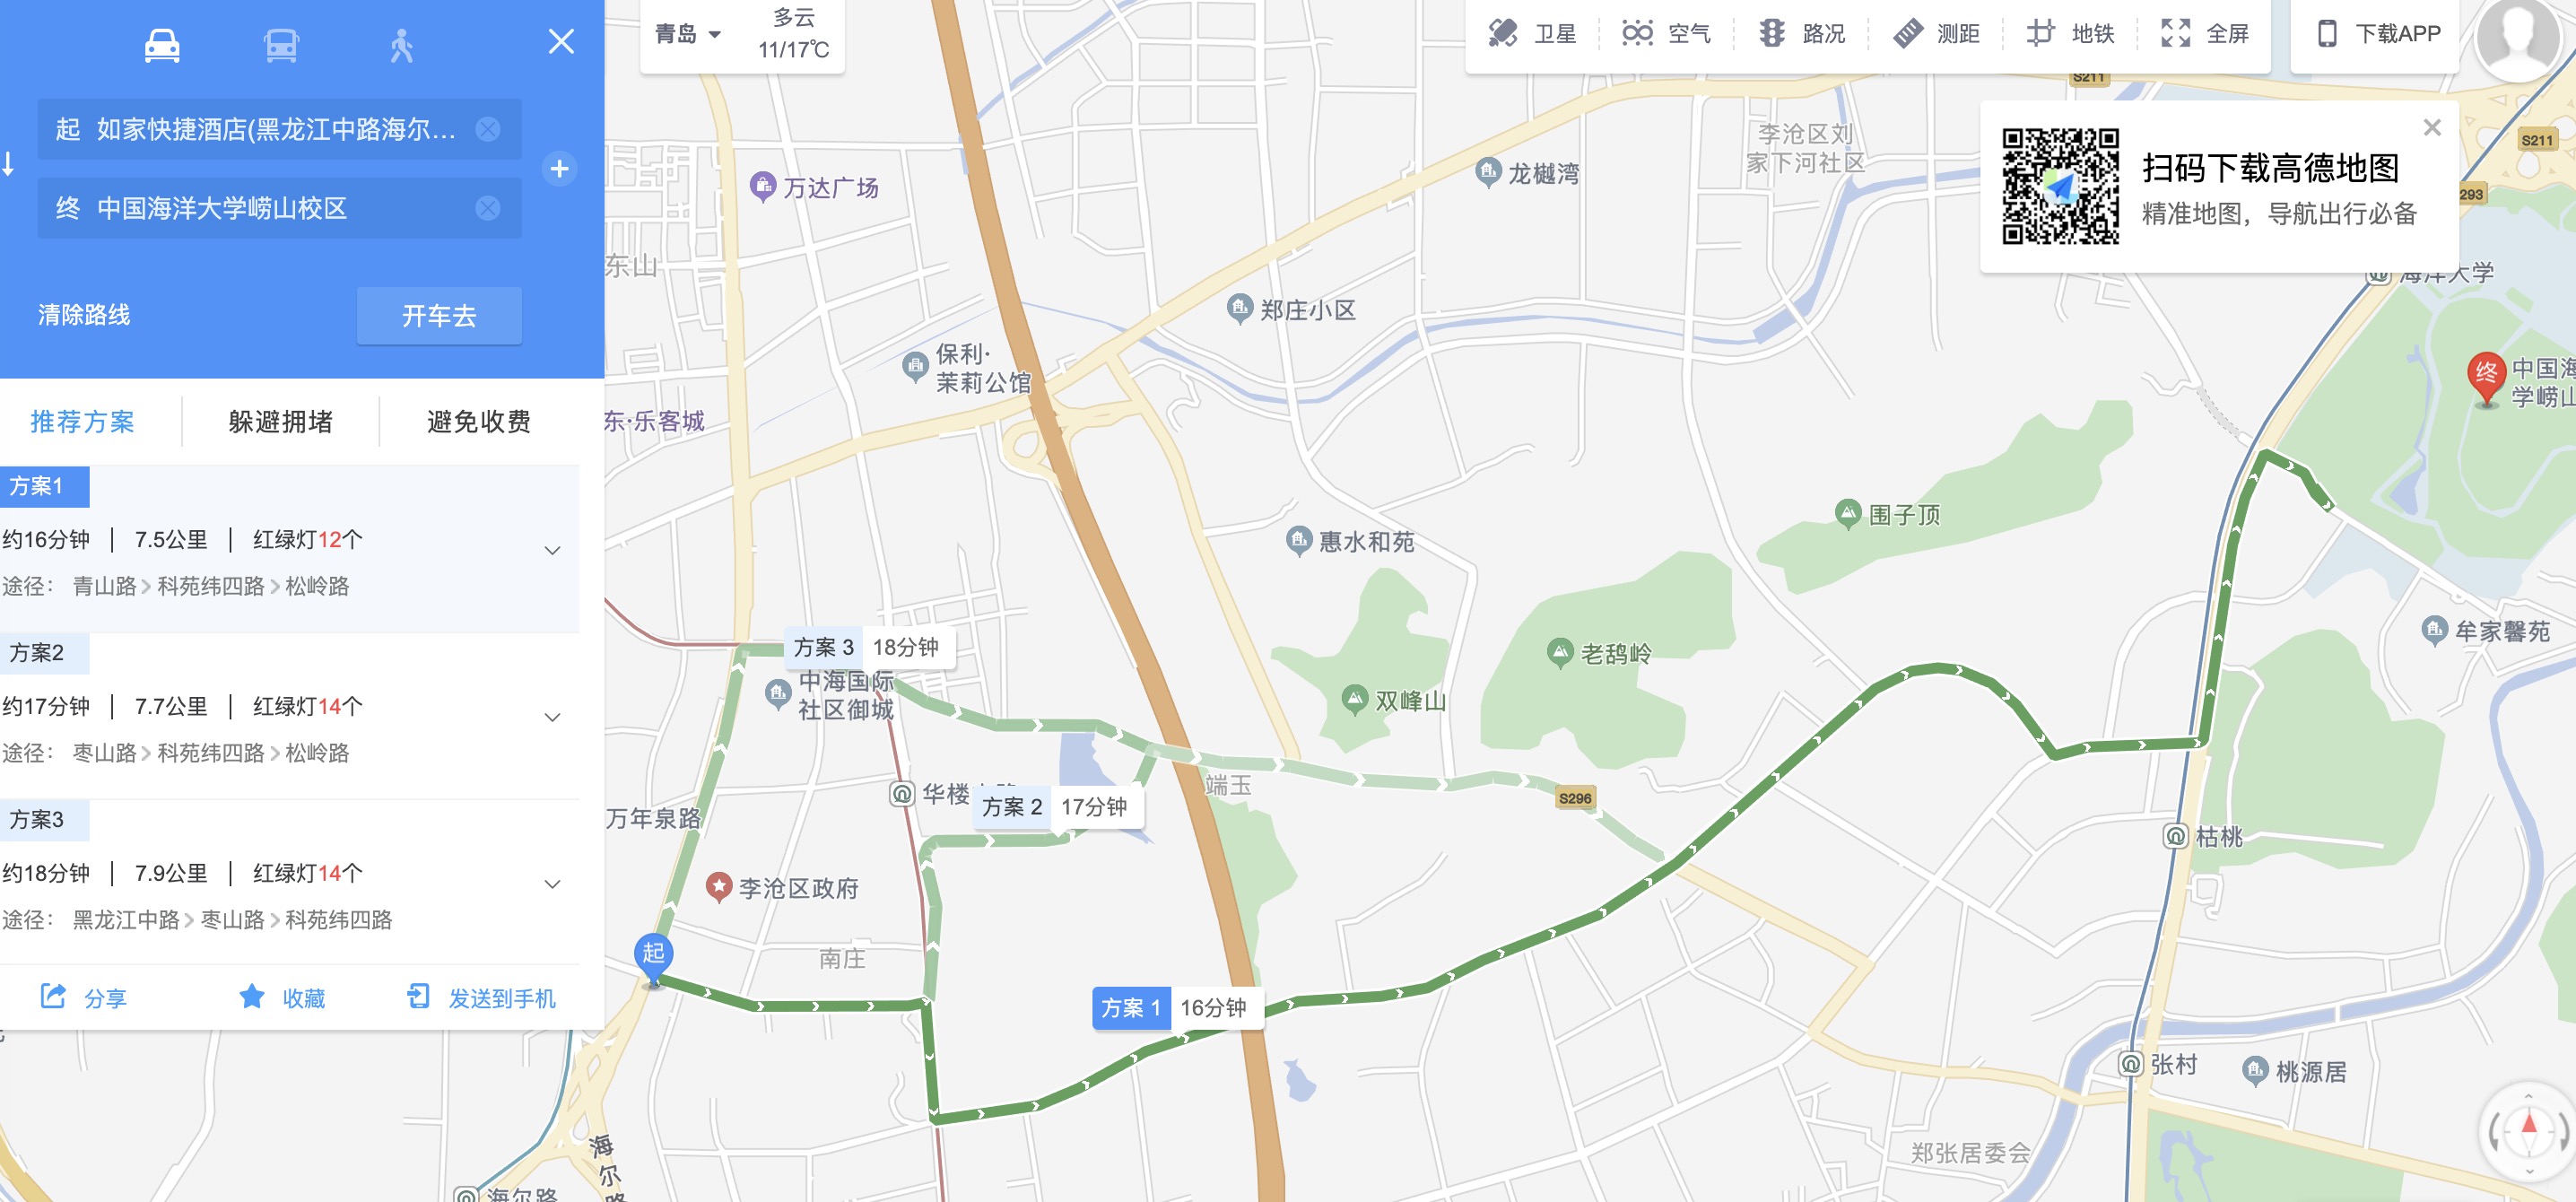 起 如家快捷酒店(黑龙江中路海尔...
终 中国海洋大学崂山校区
清除路线
开车去
推荐方案
躲避拥堵
避免收费
方案1
约16分钟 | 7.5公里 | 红绿灯12个
途径： 青山路>科苑纬四路>松岭路
方案2
约17分钟 | 7.7公里 | 红绿灯14个
途径： 枣山路>科苑纬四路>松岭路
方案3
约18分钟 | 7.9公里 | 红绿灯14个
途径： 黑龙江中路>枣山路>科苑纬四路
分享
收藏
发送到手机
青岛
多云
11/17℃
卫星
空气
路况
测距
地铁
全屏
下载APP
扫码下载高德地图
精准地图，导航出行必备
S211
S211
293
李沧区刘
家下河社区
龙樾湾
万达广场
东山
海洋大学
郑庄小区
保利·
茉莉公馆
东·乐客城
终
中国海
学崂山
围子顶
惠水和苑
牟家馨苑
老鸹岭
双峰山
方案 3 18分钟
中海国际
社区御城
端玉
S296
华楼
方案 2 17分钟
万年泉路
枯桃
李沧区政府
起
南庄
方案 1 16分钟
张村
桃源居
郑张居委会
海
尔
路
海尔路